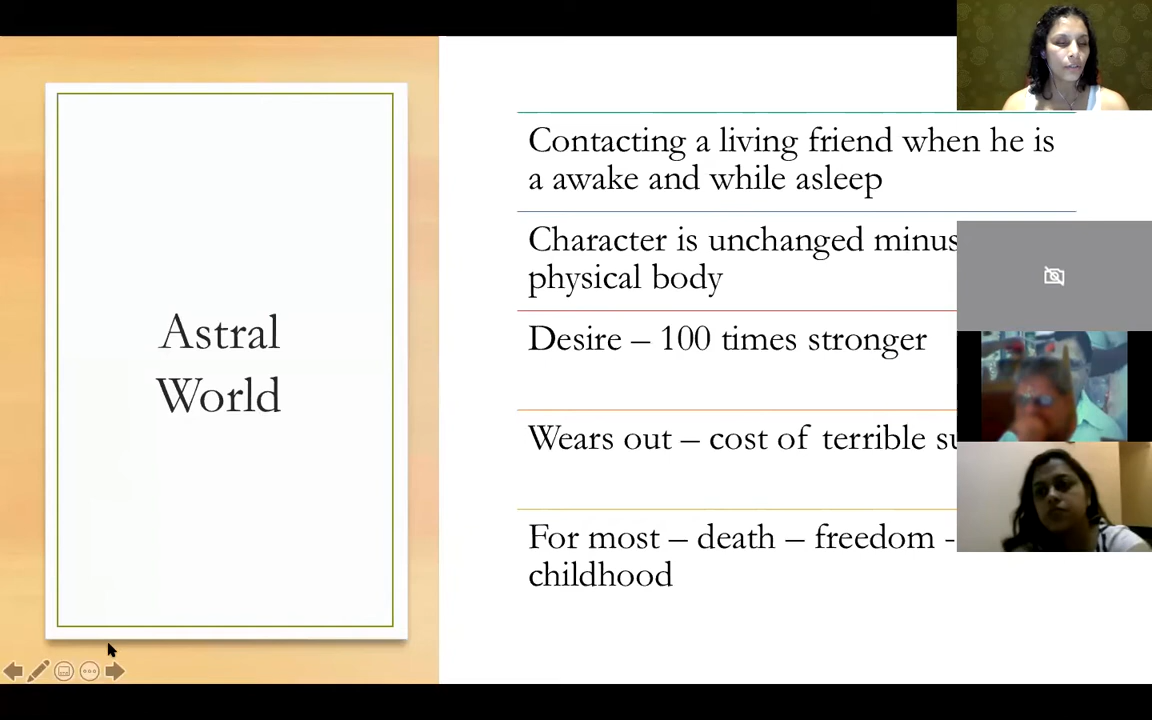 Astral
World
Contacting a living friend when he is
a awake and while asleep
Character is unchanged minus
physical body
Desire – 100 times stronger
Wears out – cost of terrible
For most – death – freedom -
childhood